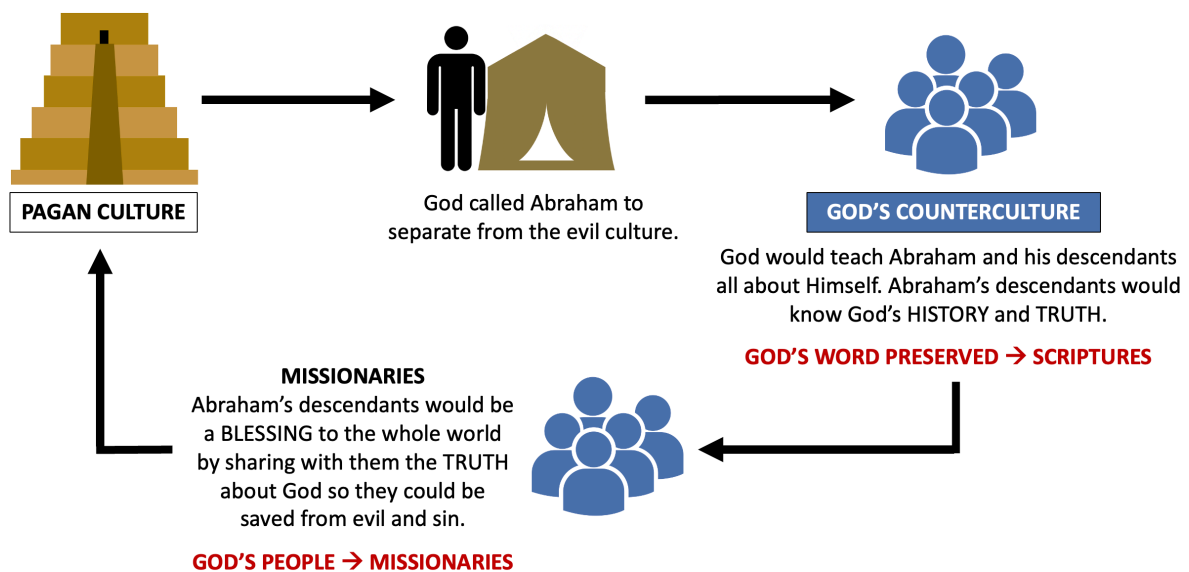 PAGAN CULTURE
God called Abraham to
separate from the evil culture.
GOD’S COUNTERCULTURE
God would teach Abraham and his descendants
all about Himself. Abraham’s descendants would
know God’s HISTORY and TRUTH.
GOD’S WORD PRESERVED → SCRIPTURES
MISSIONARIES
Abraham’s descendants would be
a BLESSING to the whole world
by sharing with them the TRUTH
about God so they could be
saved from evil and sin.
GOD’S PEOPLE → MISSIONARIES